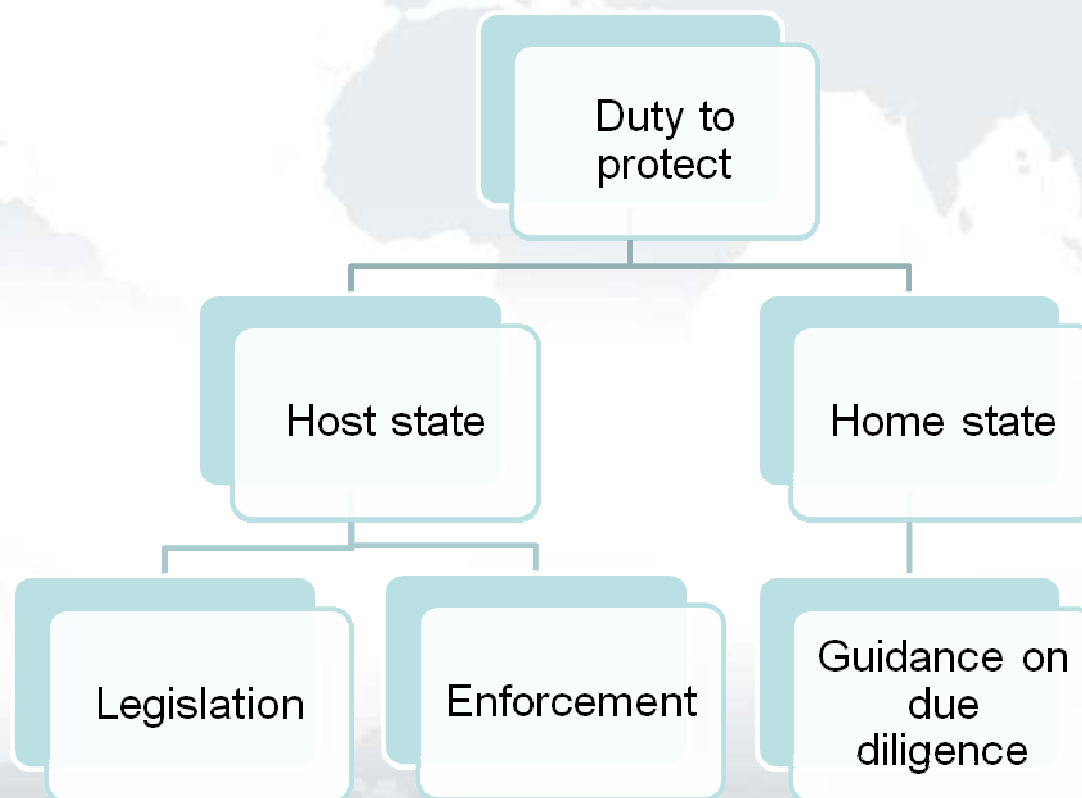 Duty to
protect
Host state
Home state
Legislation
Enforcement
Guidance on
due
diligence